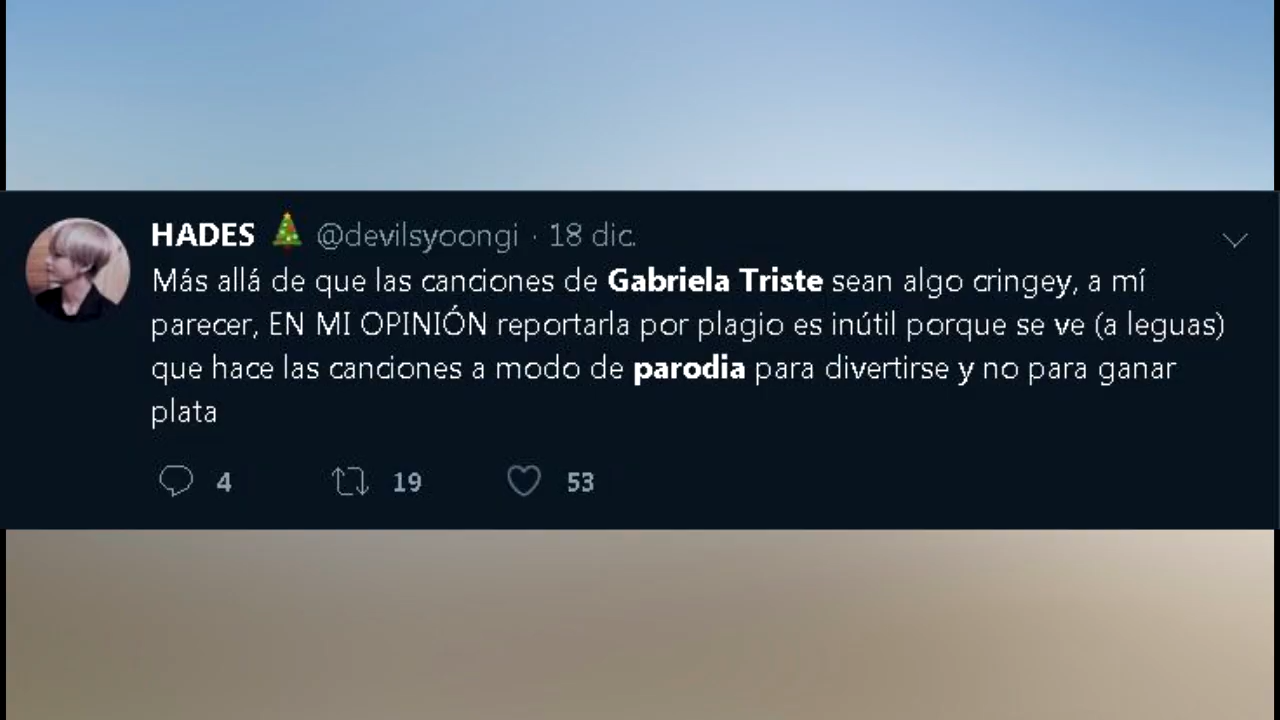 HADES 🎄 @devilsyoongi · 18 dic.
Más allá de que las canciones de Gabriela Triste sean algo cringey, a mí
parecer, EN MI OPINIÓN reportarla por plagio es inútil porque se ve (a leguas)
que hace las canciones a modo de parodia para divertirse y no para ganar
plata
4 19 53